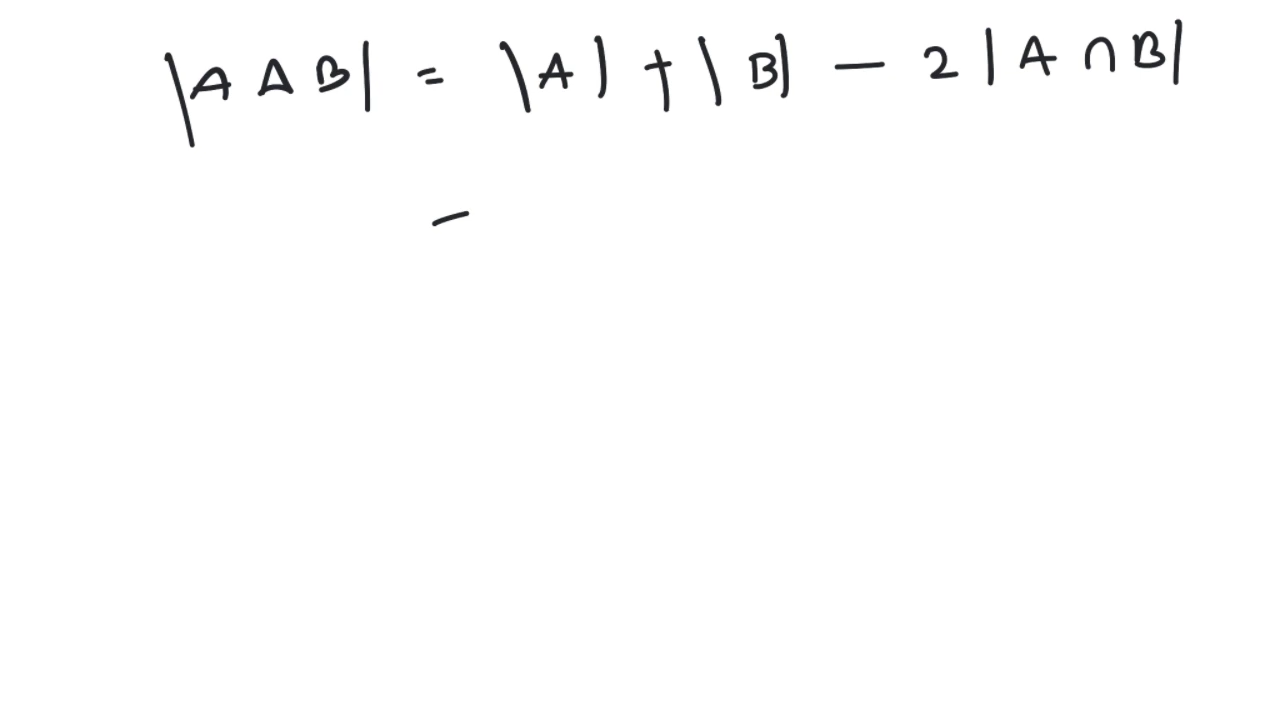 |A Δ B| = |A| + |B| - 2|A ∩ B|
-